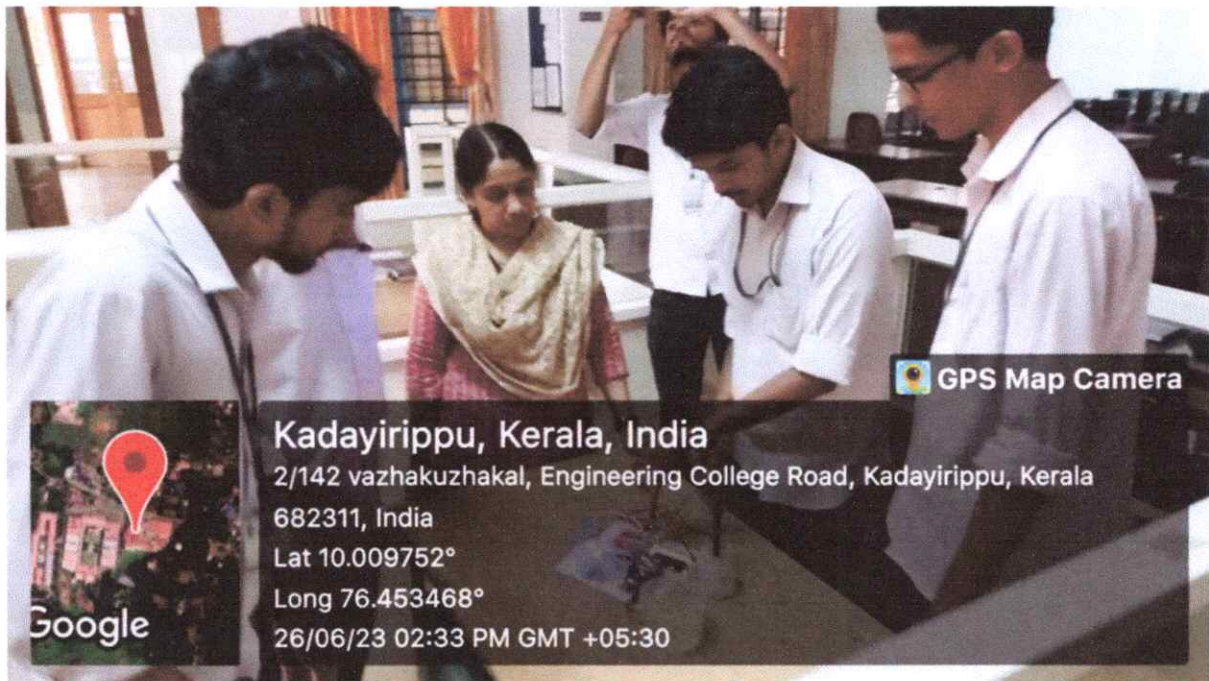 GPS Map Camera
Kadayirippu, Kerala, India
2/142 vazhakuzhakal, Engineering College Road, Kadayirippu, Kerala
682311, India
Lat 10.009752°
Long 76.453468°
26/06/23 02:33 PM GMT +05:30
Google